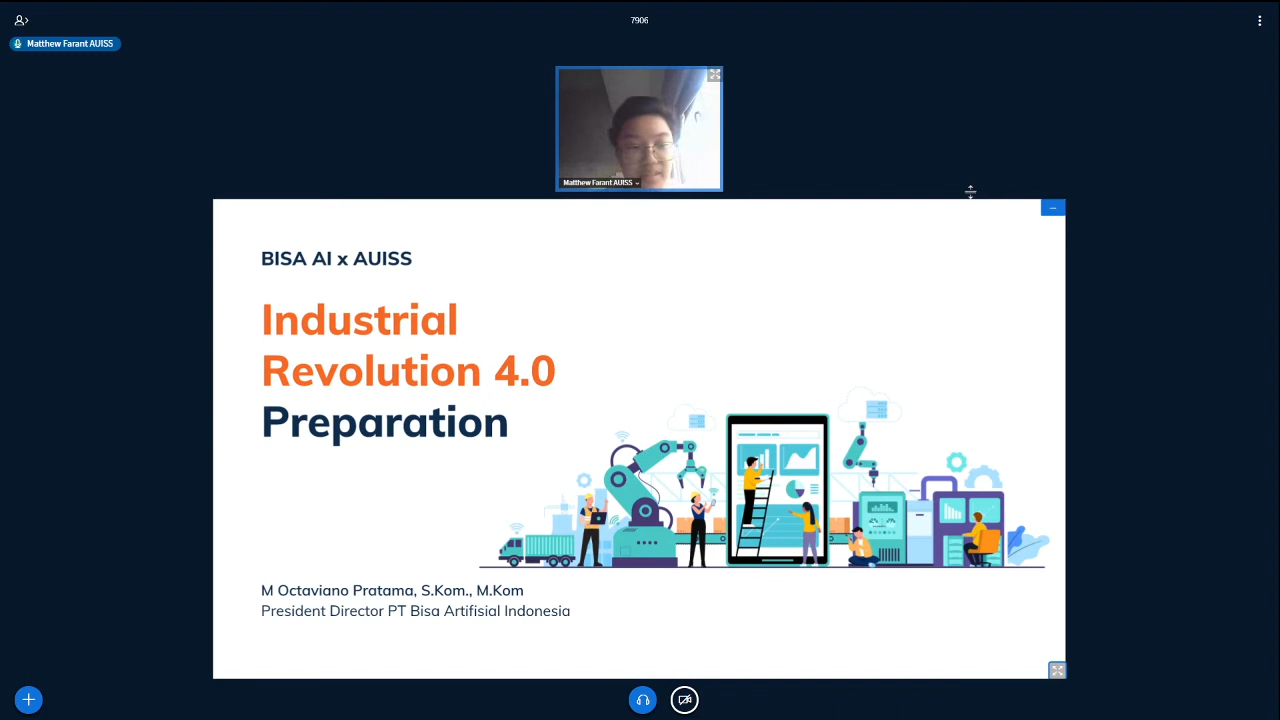 7906
Matthew Farant AUISS
Matthew Farant AUISS
BISA AI x AUISS
Industrial
Revolution 4.0
Preparation
M Octaviano Pratama, S.Kom., M.Kom
President Director PT Bisa Artifisial Indonesia